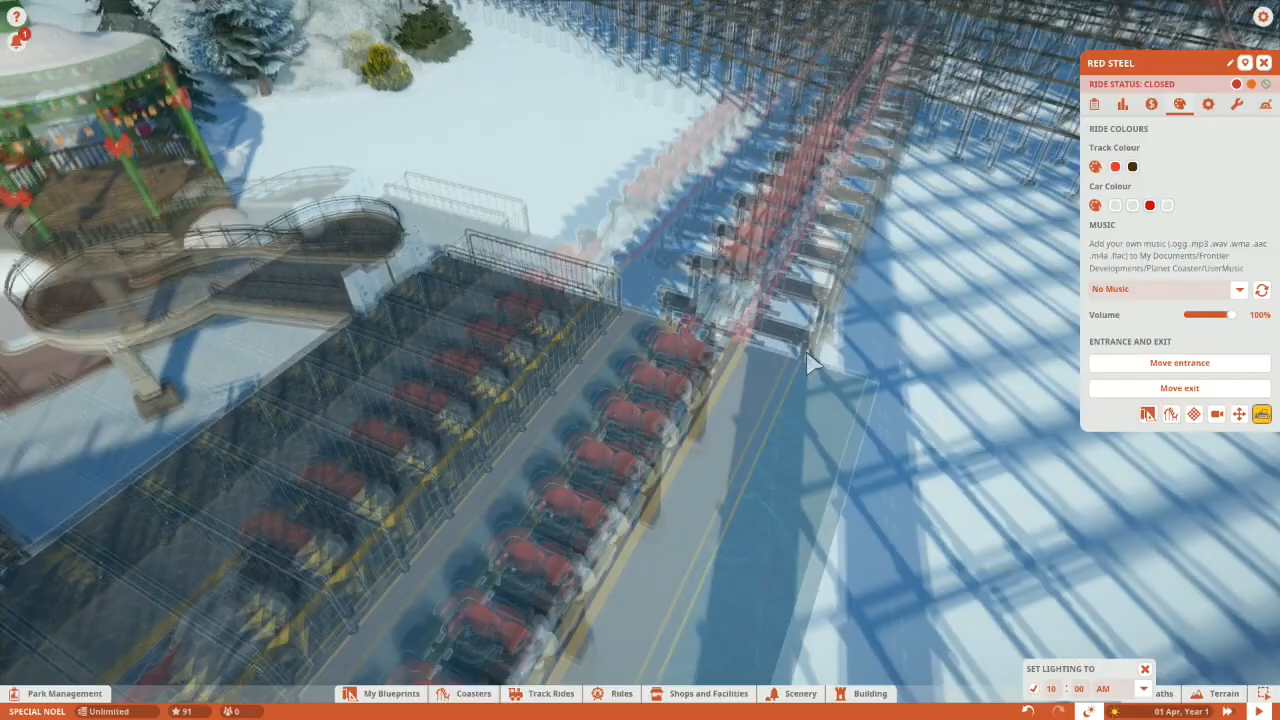 ?
1
RED STEEL
RIDE STATUS: CLOSED
RIDE COLOURS
Track Colour
Car Colour
MUSIC
Add your own music (.ogg .mp3 .wav .wma .aac
.m4a .flac) to My Documents/Frontier
Developments/Planet Coaster/UserMusic
No Music
Volume 100%
ENTRANCE AND EXIT
Move entrance
Move exit
SET LIGHTING TO
10 : 00 AM
Park Management My Blueprints Coasters Track Rides Rides Shops and Facilities Scenery Building aths Terrain
SPECIAL NOEL Unlimited 91 0 01 Apr, Year 1